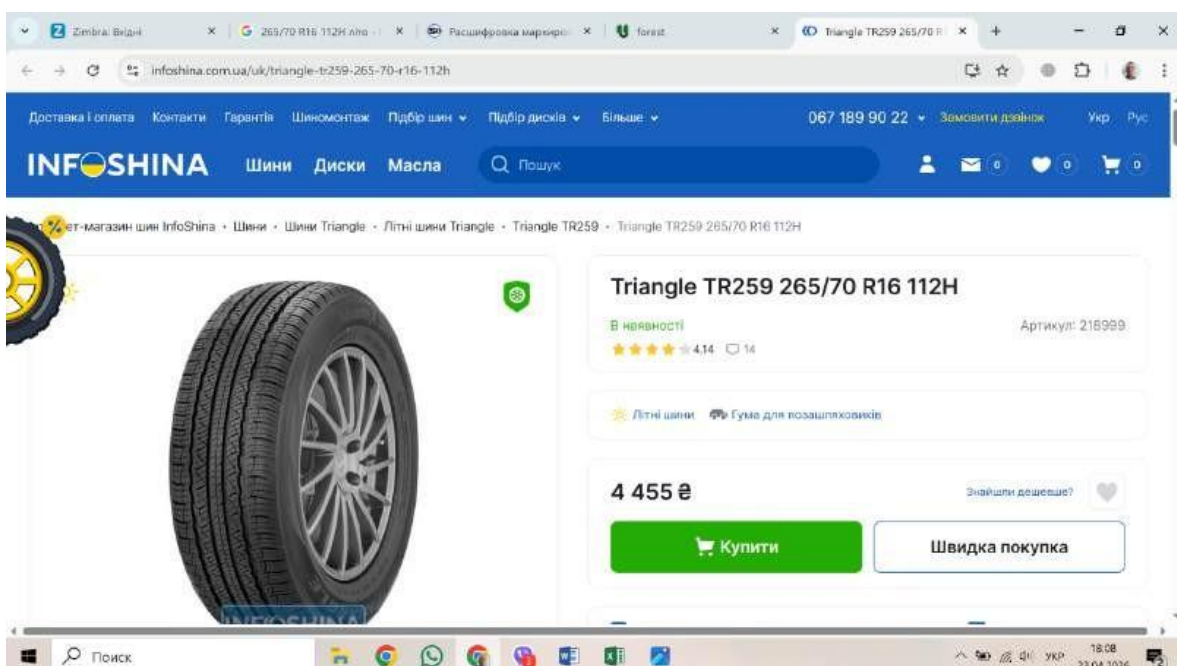 Zimbra: Вхідні
265/70 R16 112H літо -
Расшифровка маркиро
forest
Triangle TR259 265/70 R
infoshina.com.ua/uk/triangle-tr259-265-70-r16-112h
Доставка і оплата Контакти Гарантія Шиномонтаж Підбір шин Підбір дисків Більше 067 189 90 22 Замовити дзвінок Укр Рус
INFOSHINA Шини Диски Масла Пошук 0 0 0
%
ет-магазин шин InfoShina • Шини • Шини Triangle • Літні шини Triangle • Triangle TR259 • Triangle TR259 265/70 R16 112H
Triangle TR259 265/70 R16 112H
В наявності Артикул: 218999
4.14 14
Літні шини Гума для позашляховиків
4 455 ₴ Знайшли дешевше?
Купити Швидка покупка
INFOSHINA
Поиск УКР 18:08
23.04.2026